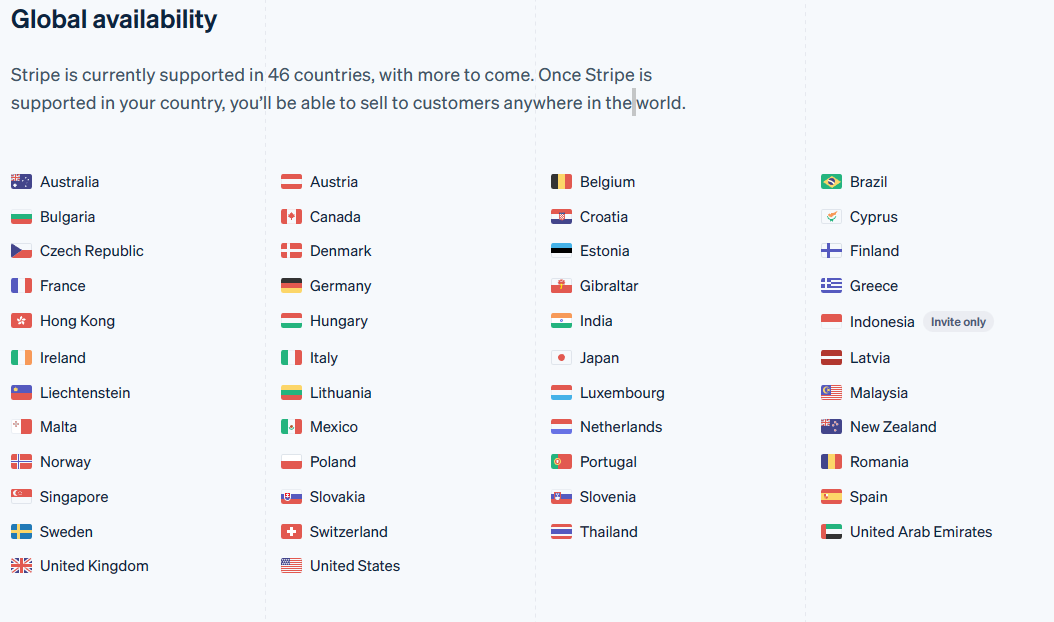 Global availability
Stripe is currently supported in 46 countries, with more to come. Once Stripe is
supported in your country, you'll be able to sell to customers anywhere in the world.
Australia Austria Belgium Brazil
Bulgaria Canada Croatia Cyprus
Czech Republic Denmark Estonia Finland
France Germany Gibraltar Greece
Hong Kong Hungary India Indonesia Invite only
Ireland Italy Japan Latvia
Liechtenstein Lithuania Luxembourg Malaysia
Malta Mexico Netherlands New Zealand
Norway Poland Portugal Romania
Singapore Slovakia Slovenia Spain
Sweden Switzerland Thailand United Arab Emirates
United Kingdom United States